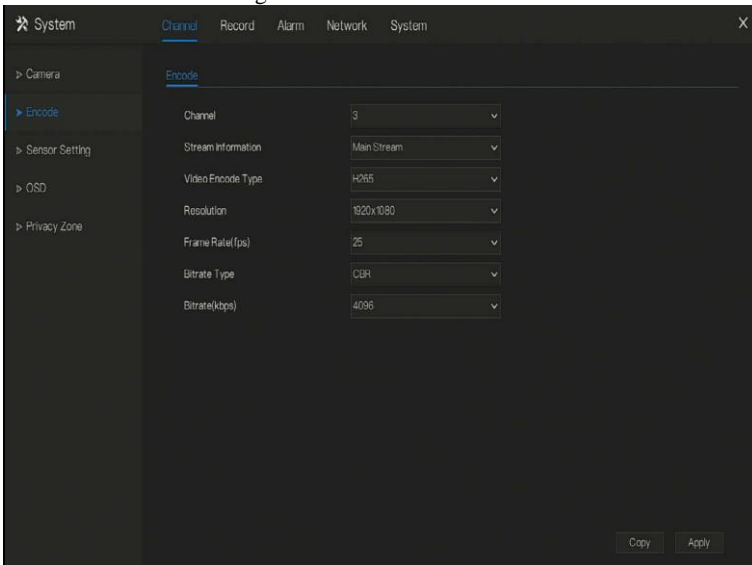 System Channel Record Alarm Network System X
Camera
Encode
Sensor Setting
OSD
Privacy Zone
Encode
Channel 3
Stream Information Main Stream
Video Encode Type H265
Resolution 1920x1080
Frame Rate(fps) 25
Bitrate Type CBR
Bitrate(kbps) 4096
Copy Apply